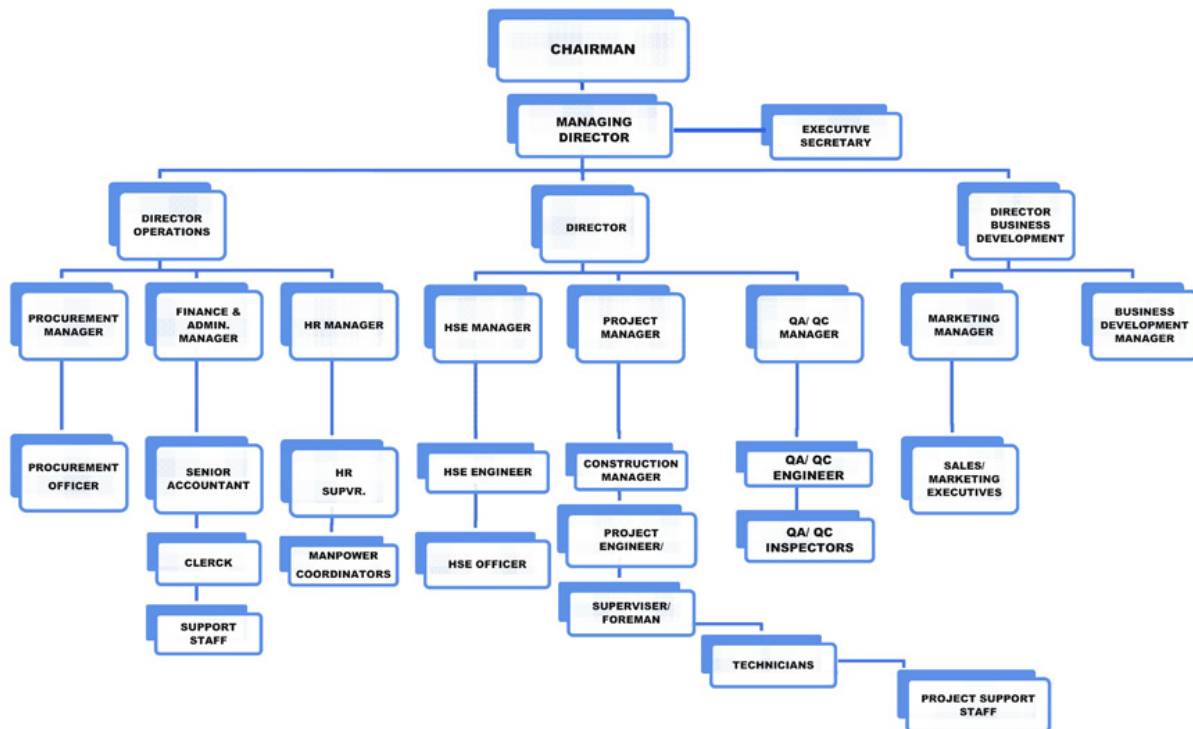 CHAIRMAN
MANAGING
DIRECTOR
EXECUTIVE
SECRETARY
DIRECTOR
OPERATIONS
DIRECTOR
DIRECTOR
BUSINESS
DEVELOPMENT
PROCUREMENT
MANAGER
FINANCE &
ADMIN.
MANAGER
HR MANAGER
HSE MANAGER
PROJECT
MANAGER
QA/ QC
MANAGER
MARKETING
MANAGER
BUSINESS
DEVELOPMENT
MANAGER
PROCUREMENT
OFFICER
SENIOR
ACCOUNTANT
HR
SUPVR.
HSE ENGINEER
CONSTRUCTION
MANAGER
QA/ QC
ENGINEER
SALES/
MARKETING
EXECUTIVES
CLERCK
MANPOWER
COORDINATORS
HSE OFFICER
PROJECT
ENGINEER/
QA/ QC
INSPECTORS
SUPPORT
STAFF
SUPERVISER/
FOREMAN
TECHNICIANS
PROJECT SUPPORT
STAFF